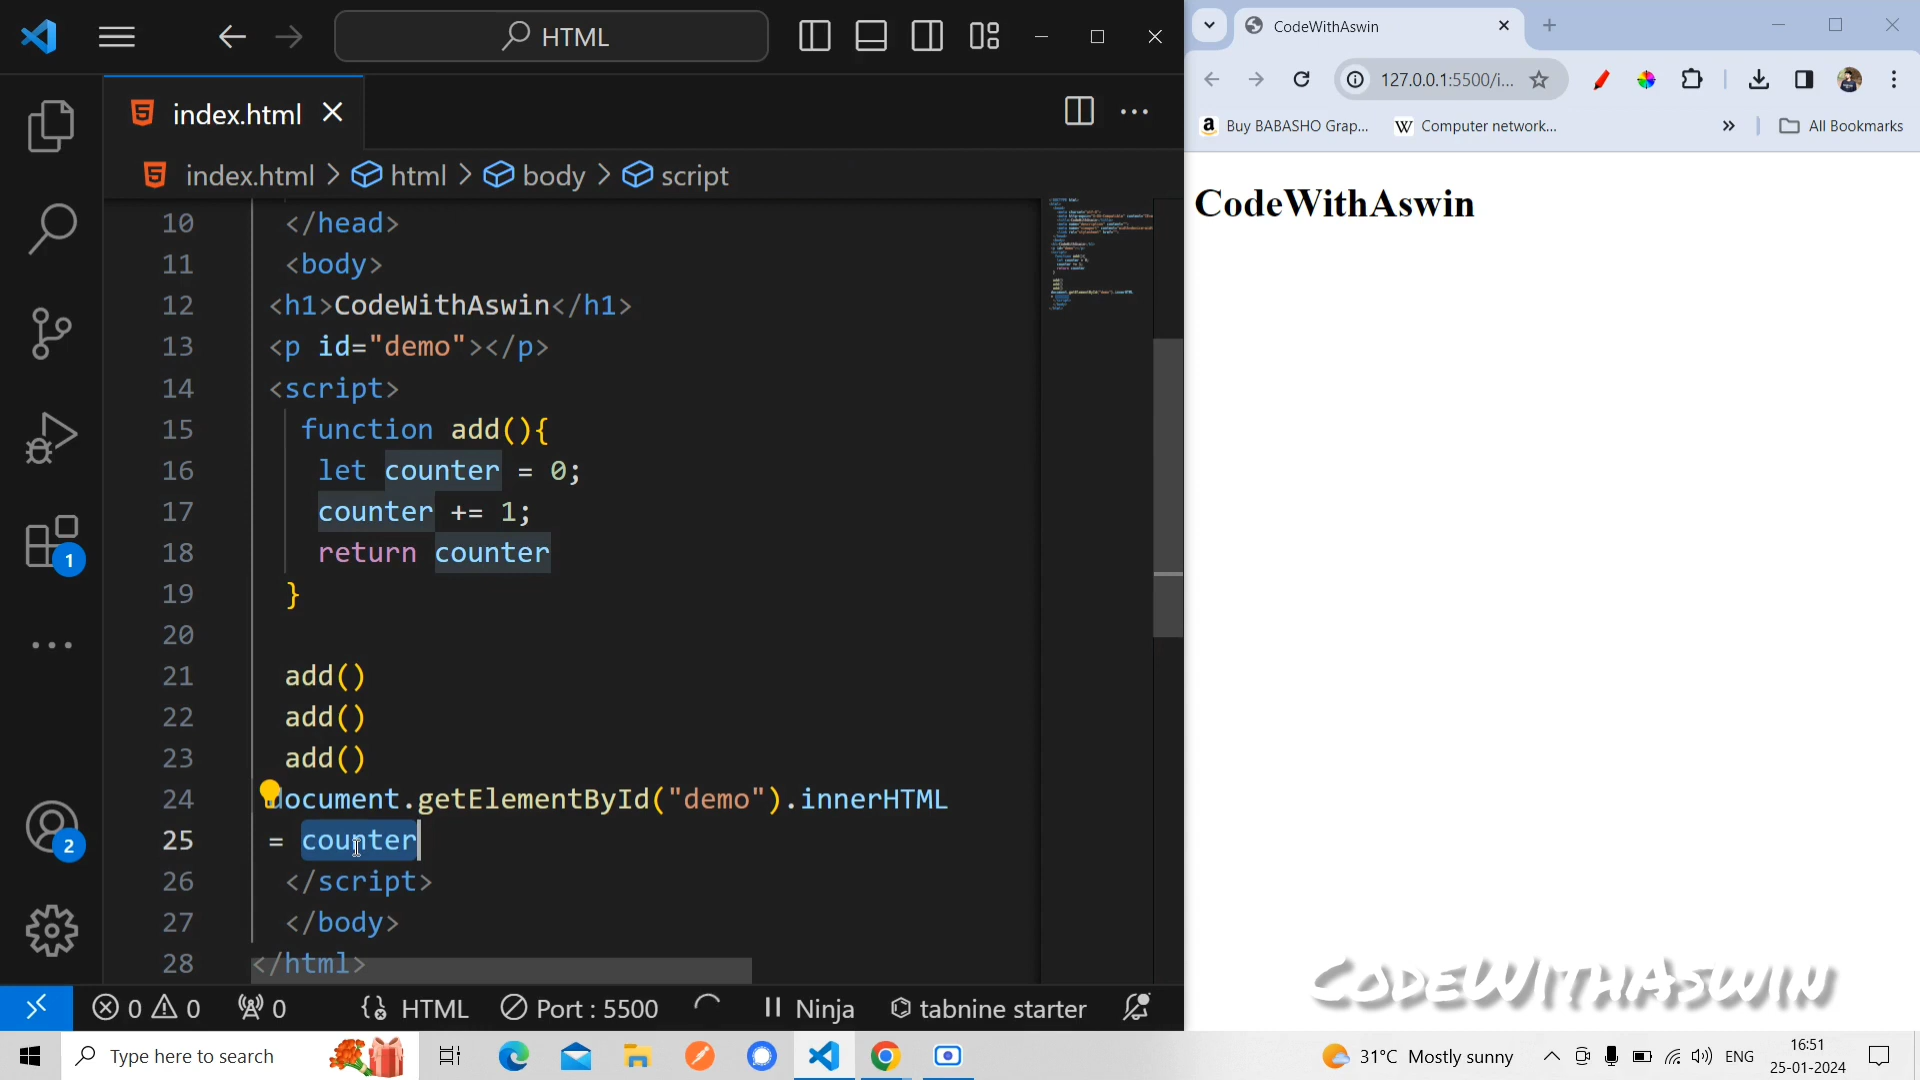 HTML
index.html
index.html > html > body > script
10 </head>
11 <body>
12 <h1>CodeWithAswin</h1>
13 <p id="demo"></p>
14 <script>
15 function add(){
16 let counter = 0;
17 counter += 1;
18 return counter
19 }
20
21 add()
22 add()
23 add()
24 document.getElementById("demo").innerHTML
25 = counter
26 </script>
27 </body>
28 </html>
1
2
0 0 0 HTML Port : 5500 Ninja tabnine starter
CodeWithAswin
127.0.0.1:5500/i...
Buy BABASHO Grap... Computer network... » All Bookmarks
CodeWithAswin
CodeWithAswin
Type here to search
31°C Mostly sunny ENG 16:51
25-01-2024